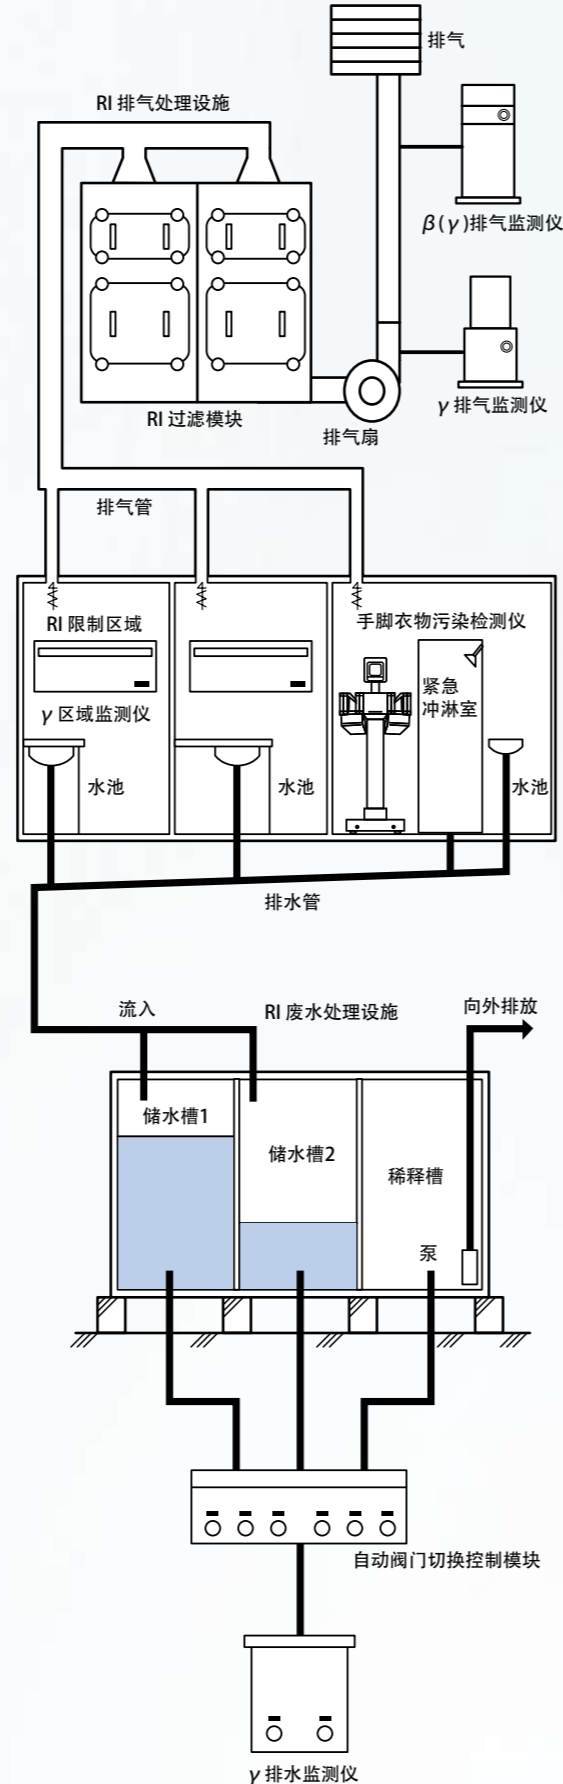 排气
RI 排气处理设施
β(γ)排气监测仪
γ 排气监测仪
RI 过滤模块
排气扇
排气管
RI 限制区域
手脚衣物污染检测仪
紧急
冲淋室
γ 区域监测仪
水池
水池
水池
排水管
流入
RI 废水处理设施
向外排放
储水槽1
储水槽2
稀释槽
泵
自动阀门切换控制模块
γ 排水监测仪